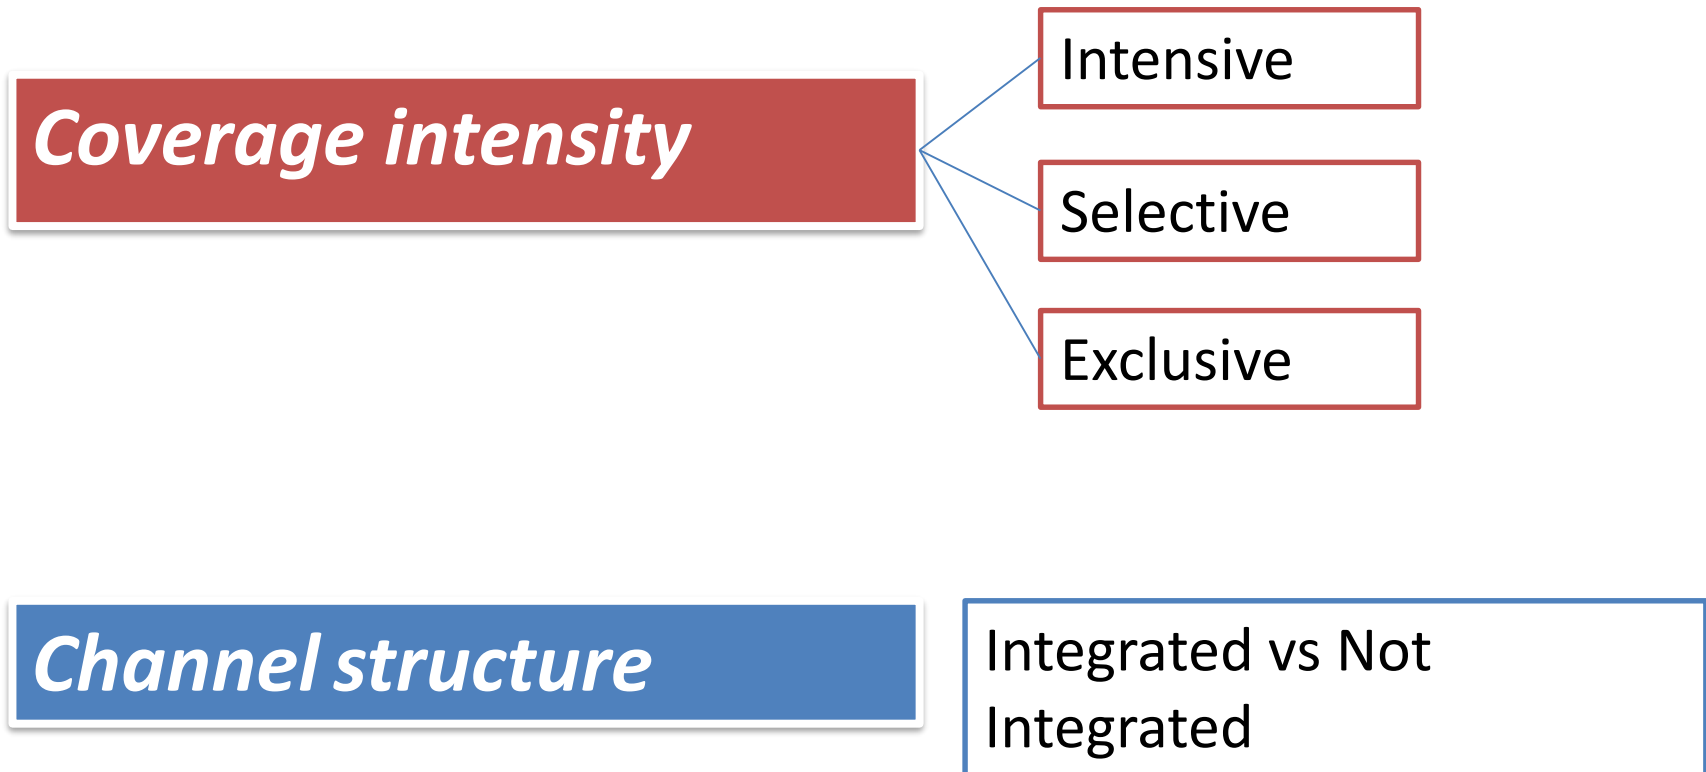 Coverage intensity
Intensive
Selective
Exclusive
Channel structure
Integrated vs Not
Integrated